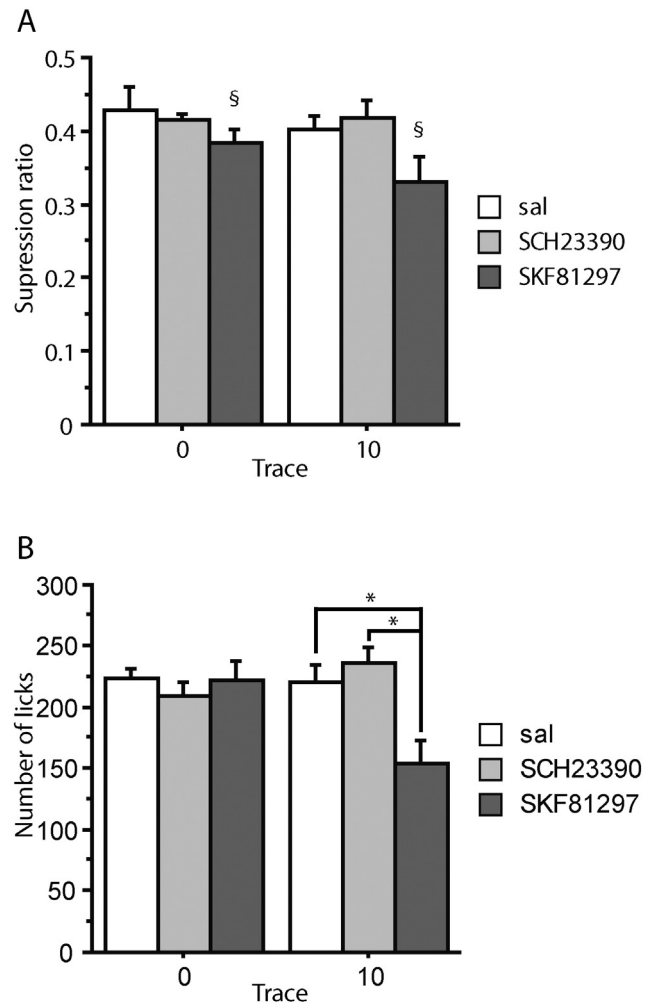 A
0.5
0.4
0.3
0.2
0.1
0
Supression ratio
§
§
0
10
Trace
sal
SCH23390
SKF81297
B
300
250
200
150
100
50
0
Number of licks
*
*
0
10
Trace
sal
SCH23390
SKF81297